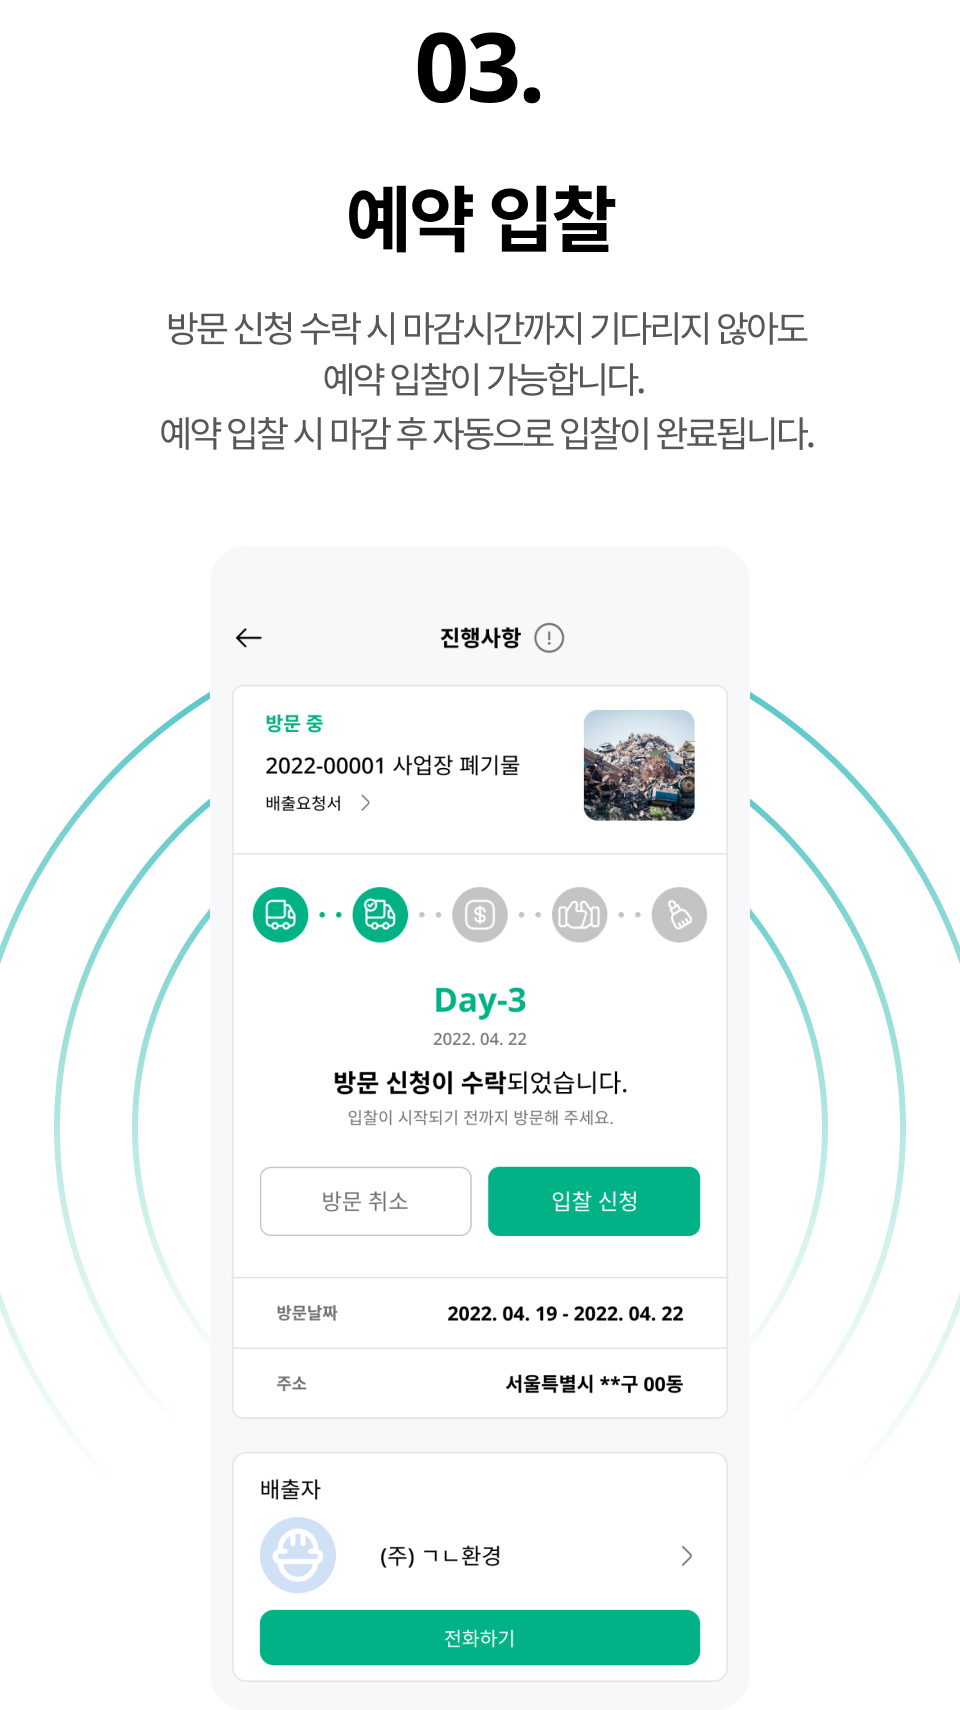 03.
예약 입찰
방문 신청 수락 시 마감시간까지 기다리지 않아도
예약 입찰이 가능합니다.
예약 입찰 시 마감 후 자동으로 입찰이 완료됩니다.
진행사항
방문 중
2022-00001 사업장 폐기물
배출요청서
Day-3
2022. 04. 22
방문 신청이 수락되었습니다.
입찰이 시작되기 전까지 방문해 주세요.
방문 취소
입찰 신청
방문날짜
2022. 04. 19 - 2022. 04. 22
주소
서울특별시 **구 00동
배출자
(주) ㄱㄴ환경
전화하기